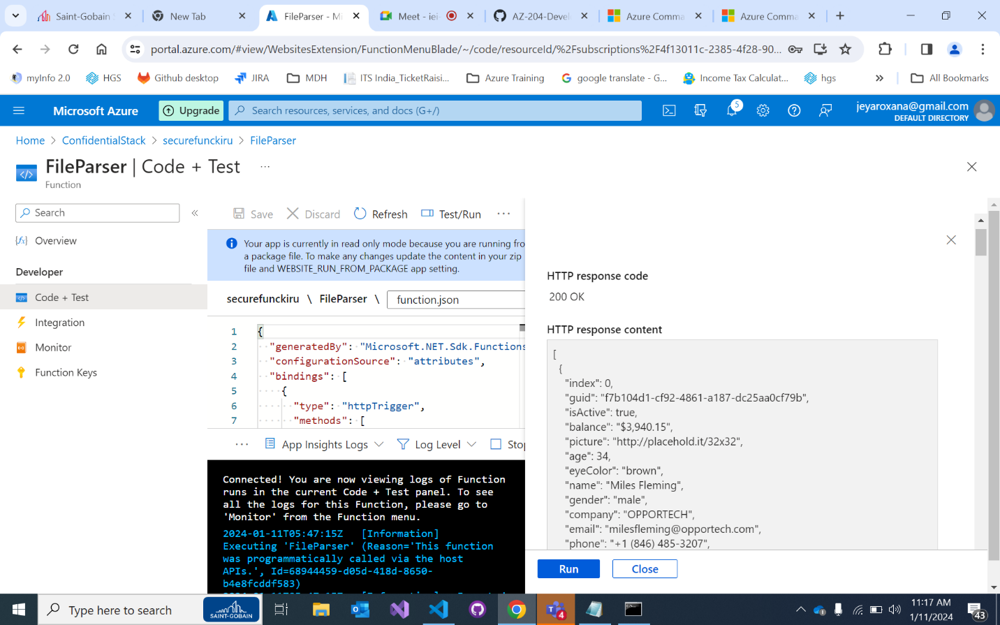 Saint-Gobain
New Tab
FileParser - Mi
Meet - iei-
AZ-204-Devel
Azure Comma
Azure Comma
portal.azure.com/#view/WebsitesExtension/FunctionMenuBlade/~/code/resourceId/%2Fsubscriptions%2F4f13011c-2385-4f28-90...
myInfo 2.0
HGS
Github desktop
JIRA
MDH
ITS India_TicketRaisi...
Azure Training
google translate - G...
Income Tax Calculat...
hgs
»
All Bookmarks
Microsoft Azure
Upgrade
Search resources, services, and docs (G+/)
5
jeyaroxana@gmail.com
DEFAULT DIRECTORY
Home > ConfidentialStack > securefunckiru > FileParser
FileParser | Code + Test ...
Function
Search
«
Overview
Developer
Code + Test
Integration
Monitor
Function Keys
Save
Discard
Refresh
Test/Run
...
Your app is currently in read only mode because you are running fro
a package file. To make any changes update the content in your zip
file and WEBSITE_RUN_FROM_PACKAGE app setting.
securefunckiru \ FileParser \ function.json
1 {
2 "generatedBy": "Microsoft.NET.Sdk.Functions
3 "configurationSource": "attributes",
4 "bindings": [
5 {
6 "type": "httpTrigger",
7 "methods": [
...
App Insights Logs
Log Level
Stop
Connected! You are now viewing logs of Function
runs in the current Code + Test panel. To see
all the logs for this Function, please go to
'Monitor' from the Function menu.
2024-01-11T05:47:15Z [Information]
Executing 'FileParser' (Reason='This function
was programmatically called via the host
APIs.', Id=68944459-d05d-418d-8650-
b4e8fcddf583)
HTTP response code
200 OK
HTTP response content
[
{
"index": 0,
"guid": "f7b104d1-cf92-4861-a187-dc25aa0cf79b",
"isActive": true,
"balance": "$3,940.15",
"picture": "http://placehold.it/32x32",
"age": 34,
"eyeColor": "brown",
"name": "Miles Fleming",
"gender": "male",
"company": "OPPORTECH",
"email": "milesfleming@opportech.com",
"phone": "+1 (846) 485-3207",
Run
Close
Type here to search
SAINT-GOBAIN
4
11:17 AM
1/11/2024
43